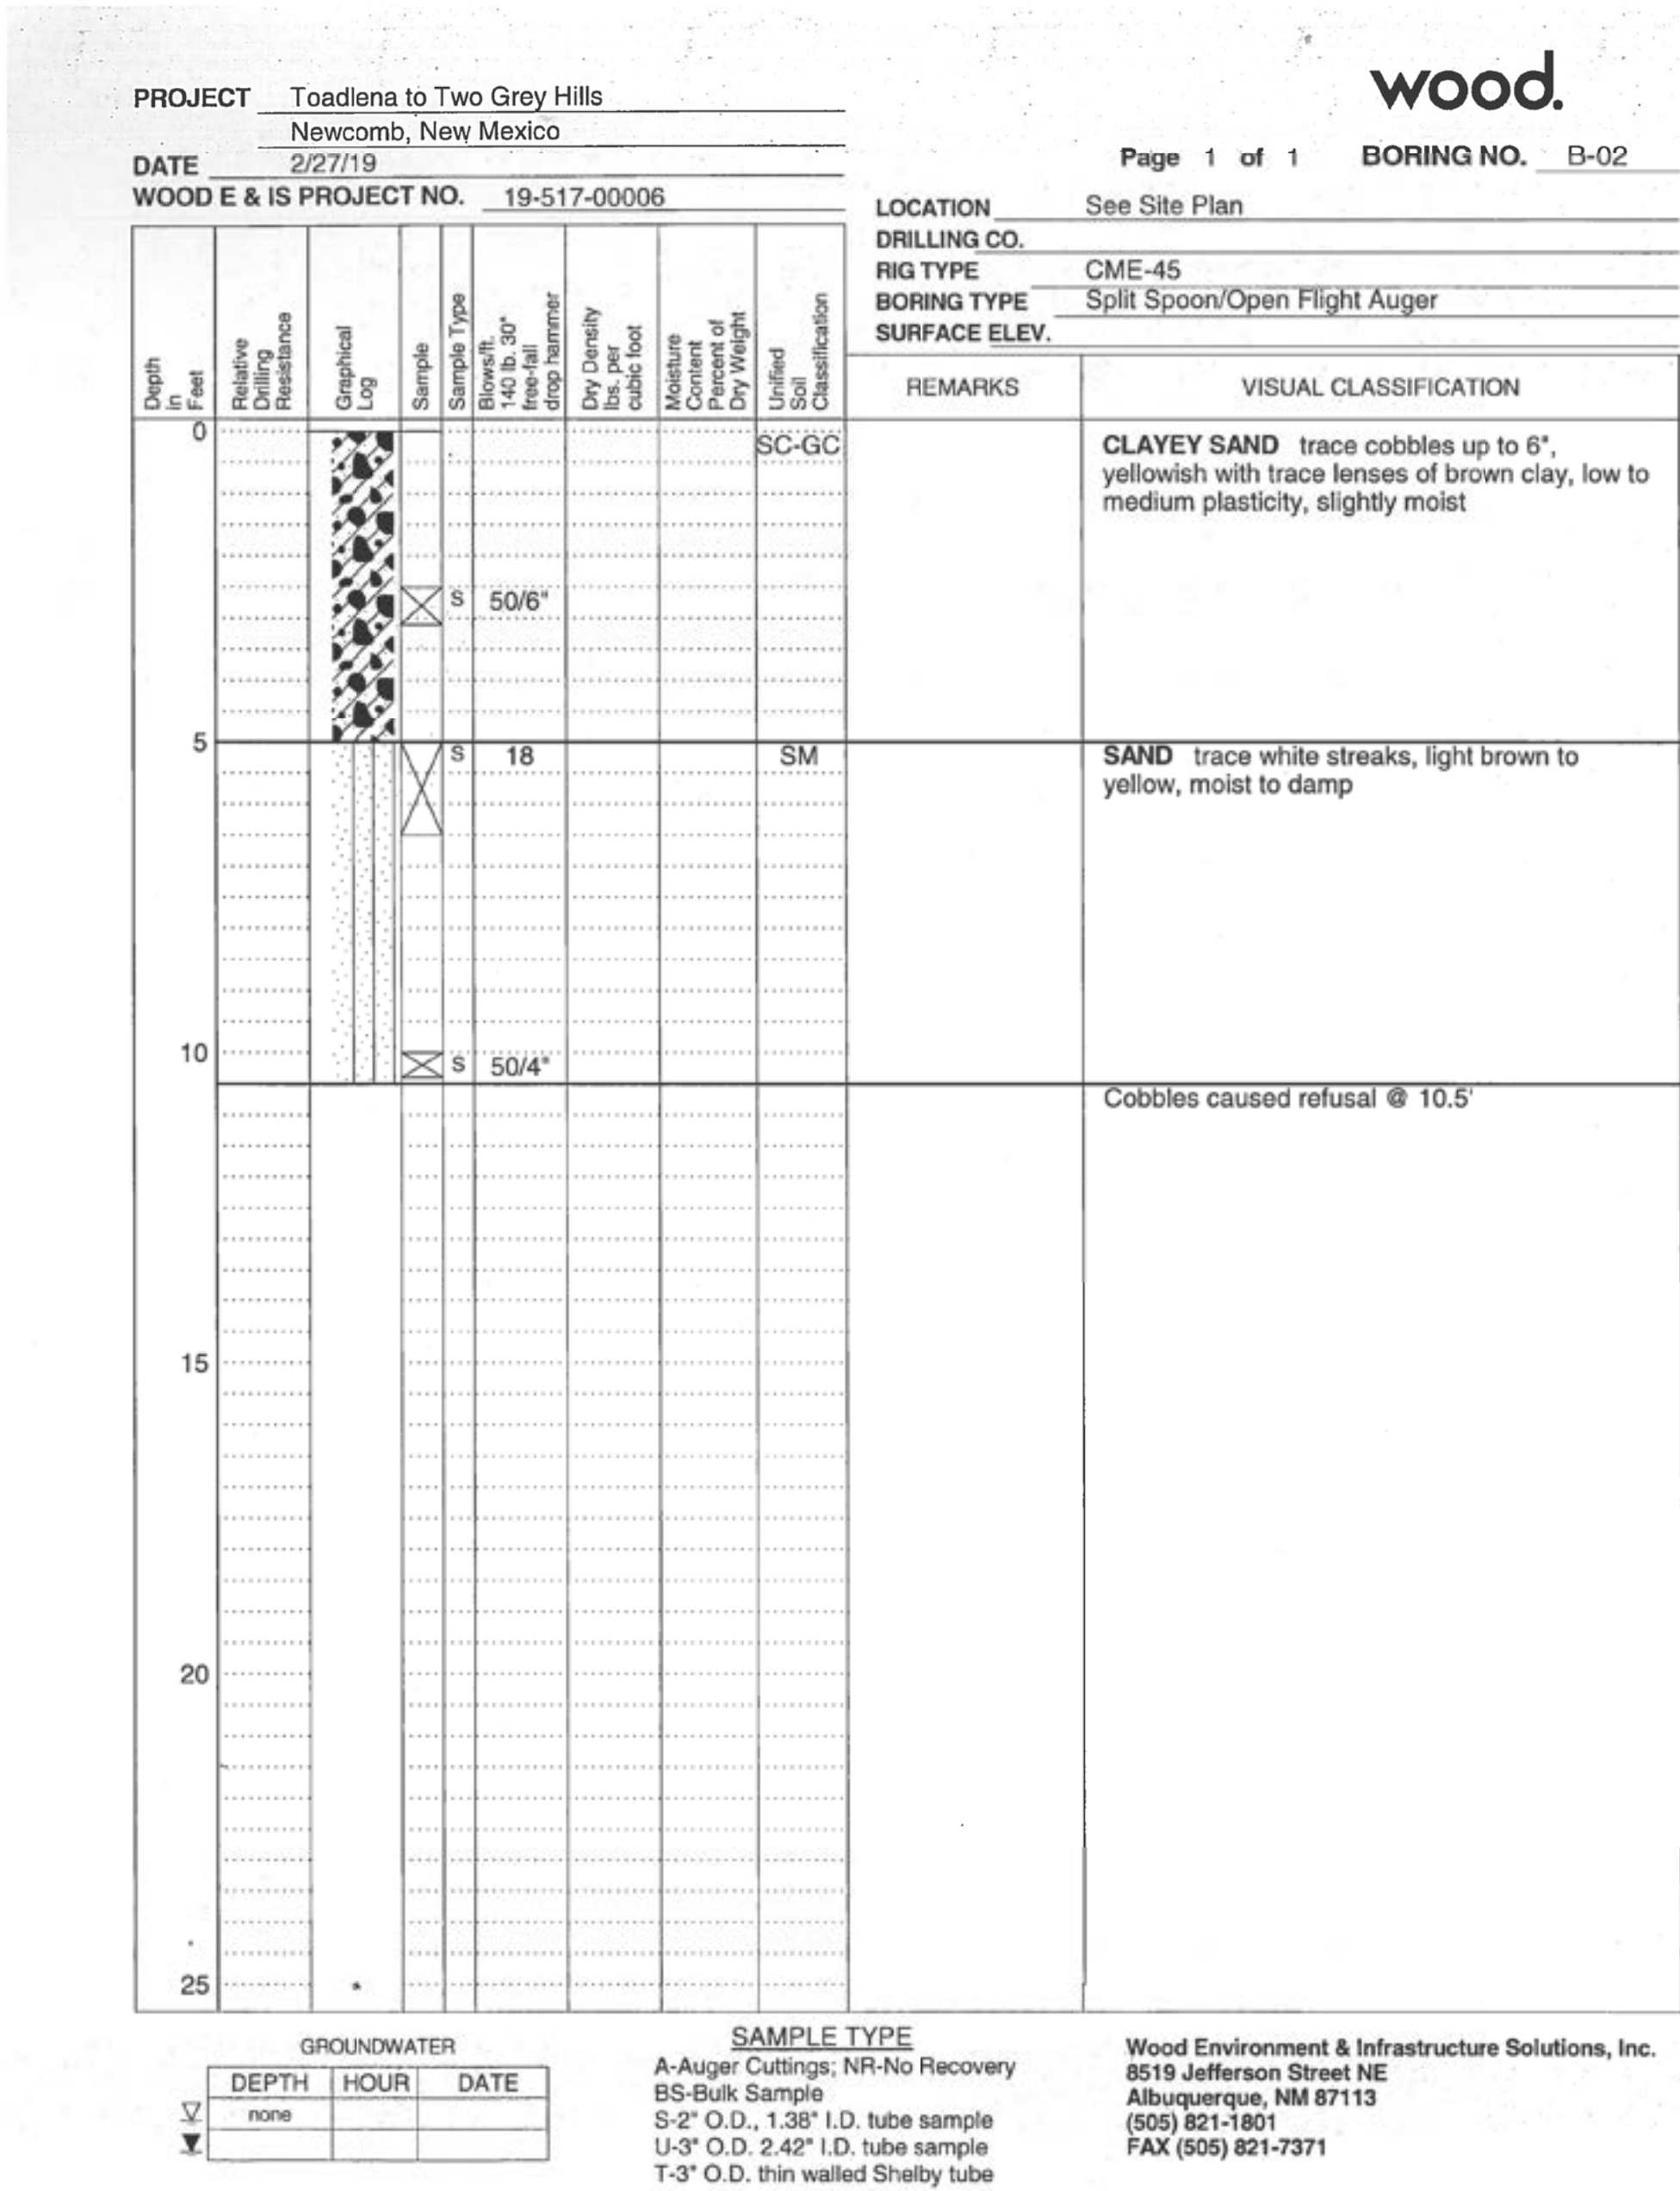 wood.
PROJECT Toadlena to Two Grey Hills
Newcomb, New Mexico
DATE 2/27/19
Page 1 of 1 BORING NO. B-02
WOOD E & IS PROJECT NO. 19-517-00006
LOCATION See Site Plan
DRILLING CO.
RIG TYPE CME-45
BORING TYPE Split Spoon/Open Flight Auger
SURFACE ELEV.
Depth
in
Feet
Relative
Drilling
Resistance
Graphical
Log
Sample
Sample Type
Blows/ft.
140 lb. 30"
free-fall
drop hammer
Dry Density
lbs. per
cubic foot
Moisture
Content
Percent of
Dry Weight
Unified
Soil
Classification
REMARKS
VISUAL CLASSIFICATION
0
SC-GC
CLAYEY SAND trace cobbles up to 6",
yellowish with trace lenses of brown clay, low to
medium plasticity, slightly moist
S 50/6"
5
S 18 SM
SAND trace white streaks, light brown to
yellow, moist to damp
10
S 50/4"
Cobbles caused refusal @ 10.5'
15
20
25
GROUNDWATER
DEPTH HOUR DATE
none
SAMPLE TYPE
A-Auger Cuttings; NR-No Recovery
BS-Bulk Sample
S-2" O.D., 1.38" I.D. tube sample
U-3" O.D. 2.42" I.D. tube sample
T-3" O.D. thin walled Shelby tube
Wood Environment & Infrastructure Solutions, Inc.
8519 Jefferson Street NE
Albuquerque, NM 87113
(505) 821-1801
FAX (505) 821-7371